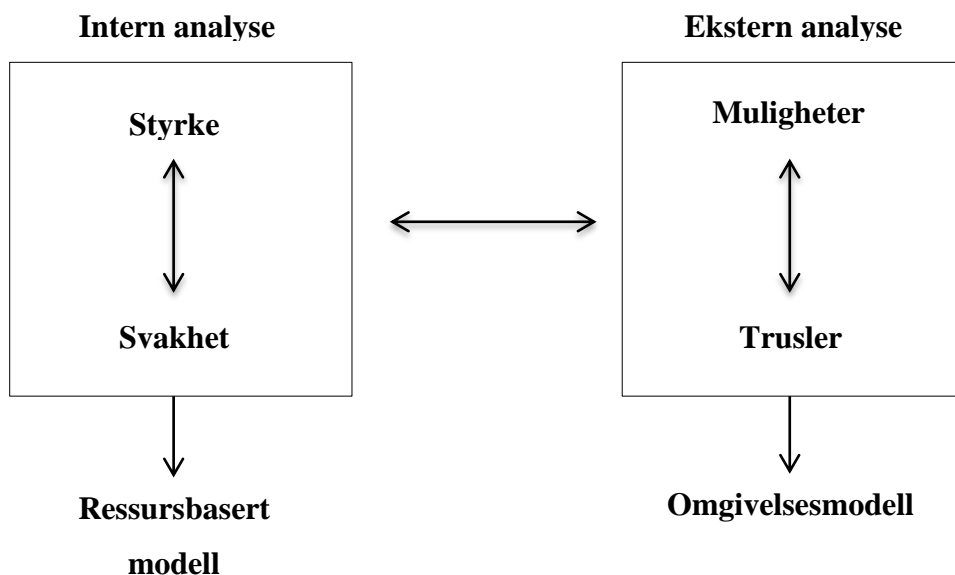 Intern analyse
Ekstern analyse
Styrke
Muligheter
Svakhet
Trusler
Ressursbasert
modell
Omgivelsesmodell